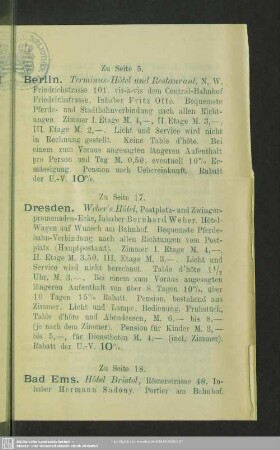 Zu Seite 5.
Berlin. Terminus-Hôtel und Restaurant, N. W.
Friedrichstrasse 101. vis-à-vis dem Central-Bahnhof
Friedrichstrasse. Inhaber Fritz Otto. Bequemste
Pferde- und Stadtbahnverbindung nach allen Rich-
tungen. Zimmer I. Etage M. 4,—, II. Etage M. 3,—,
III. Etage M. 2,—. Licht und Service wird nicht
in Rechnung gestellt. Keine Table d'hôte. Bei
einem zum Voraus angesagten längeren Aufenthalt
pro Person und Tag M. 0,50, eventuell 10% Er-
mässigung. Pension nach Uebereinkunft. Rabatt
der U.-V. 10%.
Zu Seite 17.
Dresden. Weber's Hôtel, Postplatz- und Zwinger-
promenaden-Ecke, Inhaber Bernhard Weber. Hôtel-
Wagen auf Wunsch am Bahnhof. Bequemste Pferde-
bahn-Verbindung nach allen Richtungen vom Post-
platz (Hauptpostamt). Zimmer I. Etage M. 4.—
II. Etage M. 3,50. III. Etage M. 3.—. Licht und
Service wird nicht berechnet. Table d'hôte 1½
Uhr, M. 3.—. Bei einem zum Voraus angesagten
längeren Aufenthalt von über 8. Tagen 10%, über
10 Tagen 15% Rabatt. Pension, bestehend aus
Zimmer, Licht und Lampe, Bedienung, Frühstück,
Table d'hôte und Abendessen, M. 6.— bis 8.—
(je nach dem Zimmer). Pension für Kinder M. 3,—
bis 5,—, für Dienstboten M. 4.— (incl. Zimmer).
Rabatt der U.-V. 10%.
Zu Seite 18.
Bad Ems. Hôtel Bristol, Römerstrasse 48. In-
haber Hermann Sadony. Portier am Bahnhof.